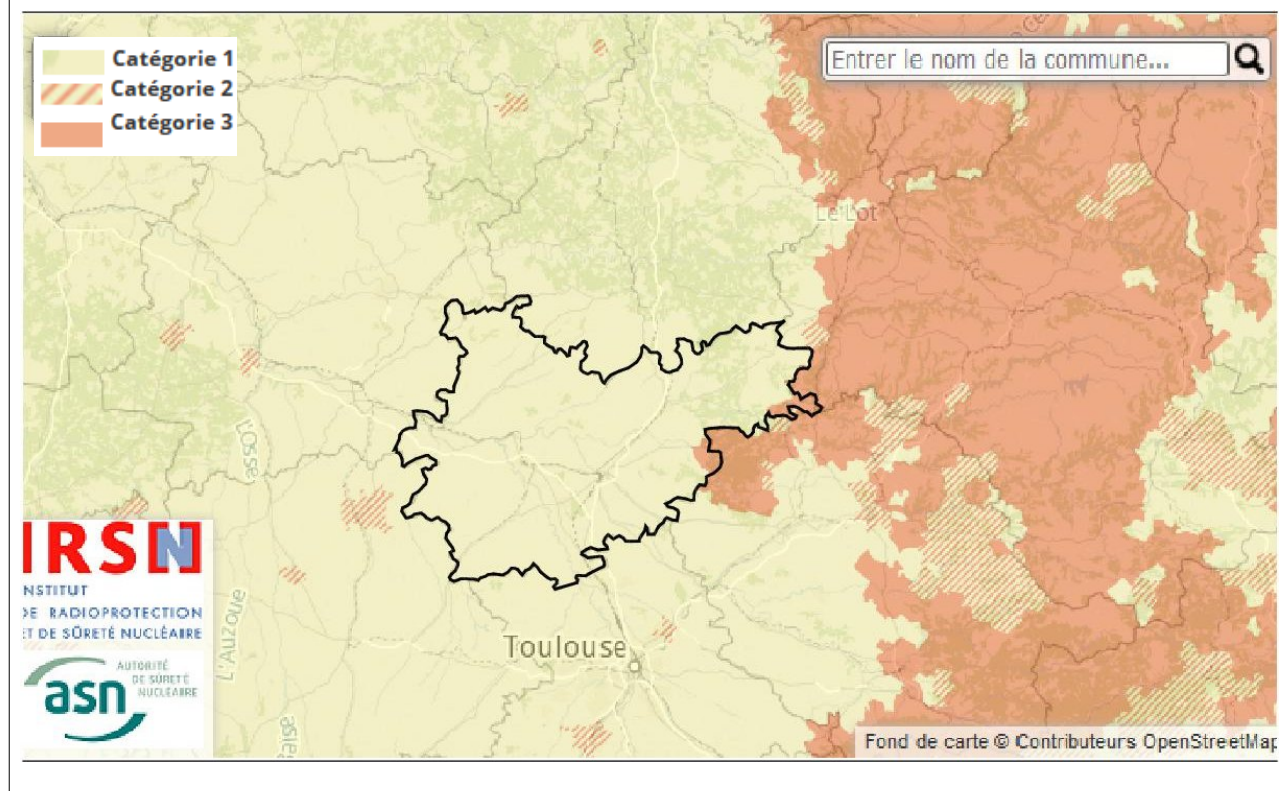 Catégorie 1
Catégorie 2
Catégorie 3
Entrer le nom de la commune...
Le Lot
L'Osse
IRSN
INSTITUT
DE RADIOPROTECTION
ET DE SÛRETÉ NUCLÉAIRE
L'Auzoue
Toulouse
AUTORITÉ
DE SÛRETÉ
NUCLÉAIRE
asn
Fond de carte © Contributeurs OpenStreetMap